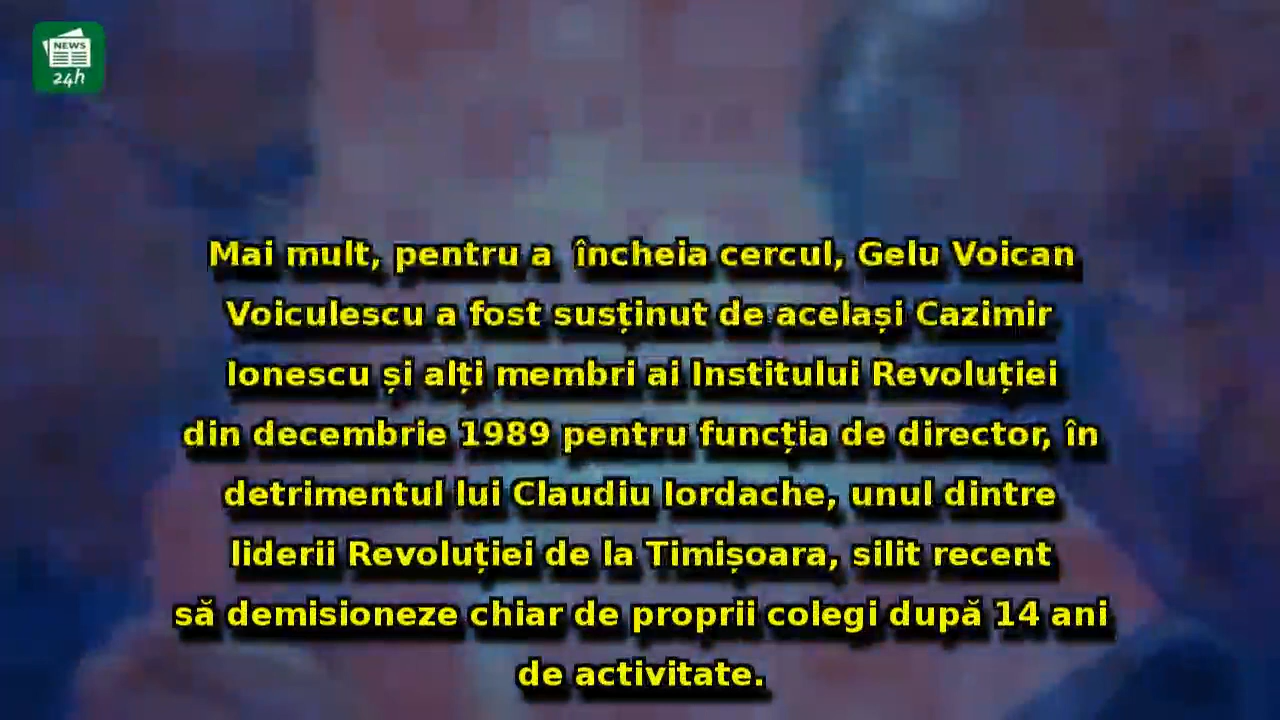 NEWS
24h
Mai mult, pentru a  încheia cercul, Gelu Voican
Voiculescu a fost susținut de același Cazimir
Ionescu și alți membri ai Institului Revoluției
din decembrie 1989 pentru funcția de director, în
detrimentul lui Claudiu Iordache, unul dintre
liderii Revoluției de la Timișoara, silit recent
să demisioneze chiar de proprii colegi după 14 ani
de activitate.